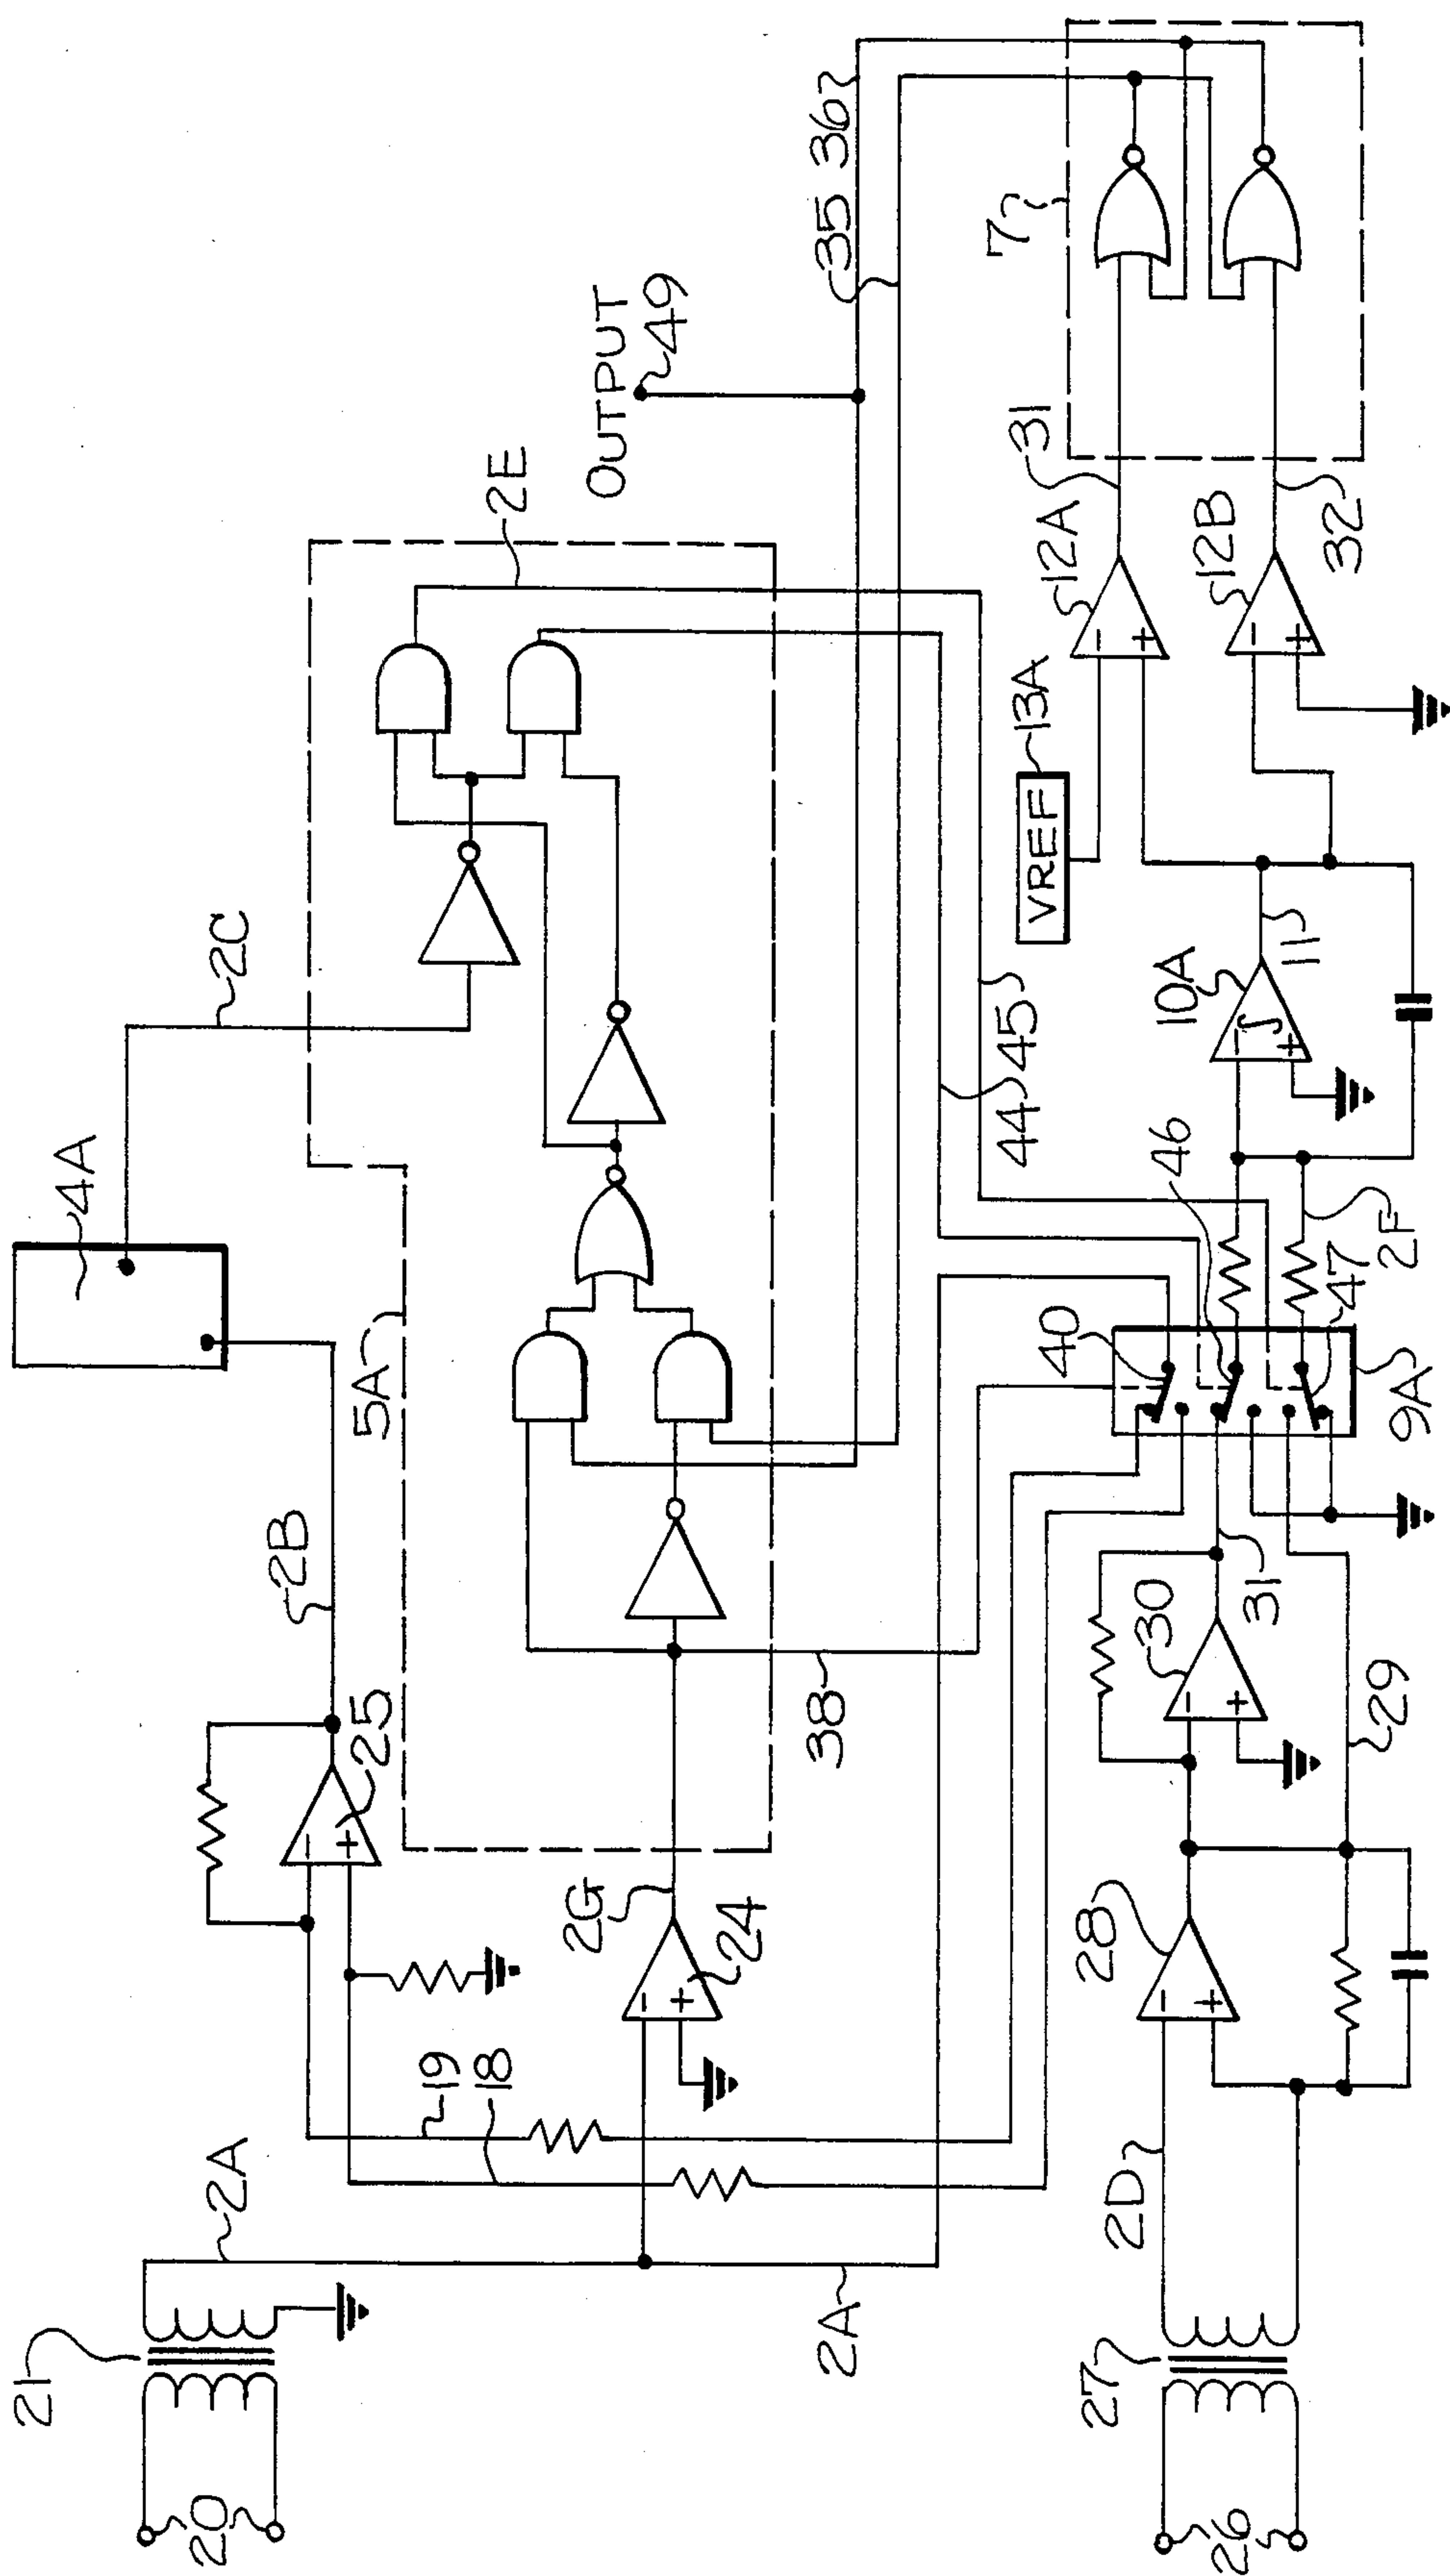 21
20
2A
19
18
25
2B
4A
2C
2G
24
5A
38
2A
2E
OUTPUT
49
35
36
7
27
26
2D
28
30
29
31
40
46
47
9A
2F
44
45
10A
11
VREF
13A
12A
12B
31
32
∫
−
+
−
+
−
+
−
+
−
+
−
+
−
+